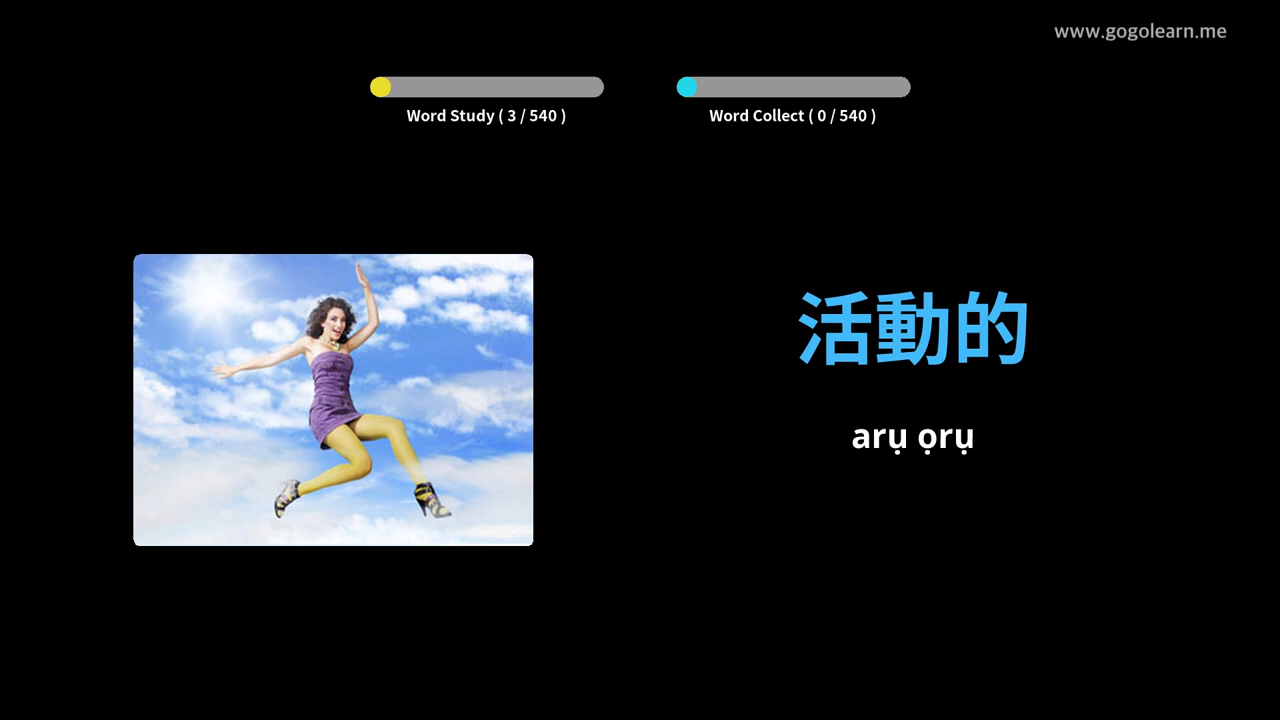 www.gogolearn.me
Word Study ( 3 / 540 )
Word Collect ( 0 / 540 )
活動的
arụ ọrụ